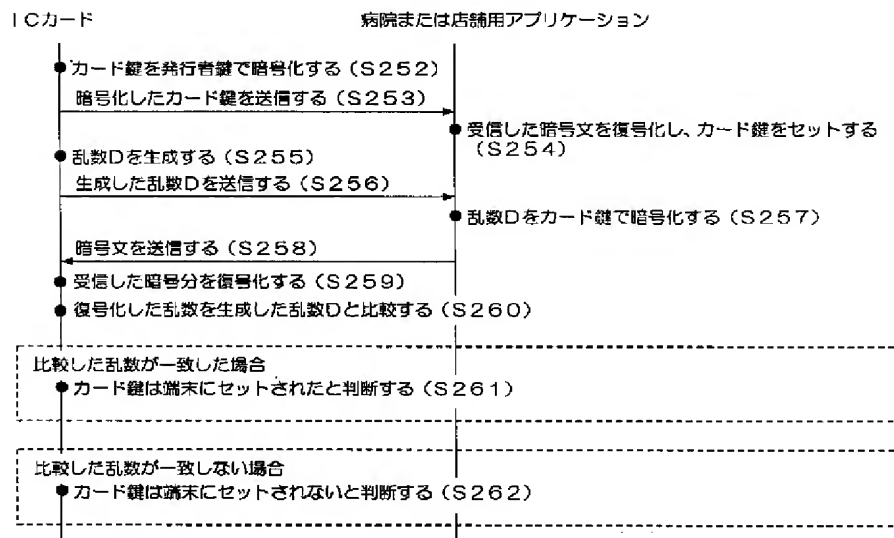 ICカード
病院または店舗用アプリケーション
カード鍵を発行者鍵で暗号化する(S252)
暗号化したカード鍵を送信する(S253)
受信した暗号文を復号化し、カード鍵をセットする
(S254)
乱数Dを生成する(S255)
生成した乱数Dを送信する(S256)
乱数Dをカード鍵で暗号化する(S257)
暗号文を送信する(S258)
受信した暗号分を復号化する(S259)
復号化した乱数を生成した乱数Dと比較する(S260)
比較した乱数が一致した場合
カード鍵は端末にセットされたと判断する(S261)
比較した乱数が一致しない場合
カード鍵は端末にセットされないと判断する(S262)